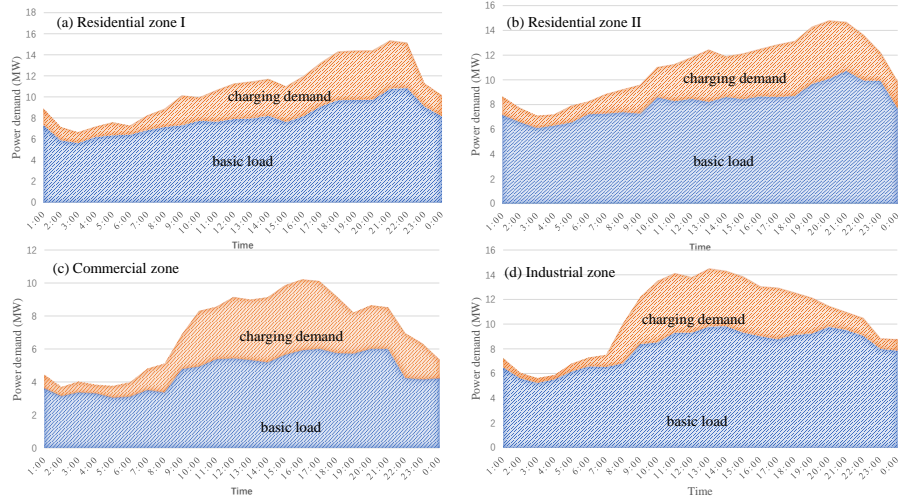 (a) Residential zone I
Power demand (MW)
18
16
14
12
10
8
6
4
2
0
charging demand
basic load
1:00 2:00 3:00 4:00 5:00 6:00 7:00 8:00 9:00 10:00 11:00 12:00 13:00 14:00 15:00 16:00 17:00 18:00 19:00 20:00 21:00 22:00 23:00 0:00
Time
(b) Residential zone II
Power demand (MW)
16
14
12
10
8
6
4
2
0
charging demand
basic load
1:00 2:00 3:00 4:00 5:00 6:00 7:00 8:00 9:00 10:00 11:00 12:00 13:00 14:00 15:00 16:00 17:00 18:00 19:00 20:00 21:00 22:00 23:00 0:00
Time
(c) Commercial zone
Power demand (MW)
12
10
8
6
4
2
0
charging demand
basic load
1:00 2:00 3:00 4:00 5:00 6:00 7:00 8:00 9:00 10:00 11:00 12:00 13:00 14:00 15:00 16:00 17:00 18:00 19:00 20:00 21:00 22:00 23:00 0:00
Time
(d) Industrial zone
Power demand (MW)
16
14
12
10
8
6
4
2
0
charging demand
basic load
1:00 2:00 3:00 4:00 5:00 6:00 7:00 8:00 9:00 10:00 11:00 12:00 13:00 14:00 15:00 16:00 17:00 18:00 19:00 20:00 21:00 22:00 23:00 0:00
Time